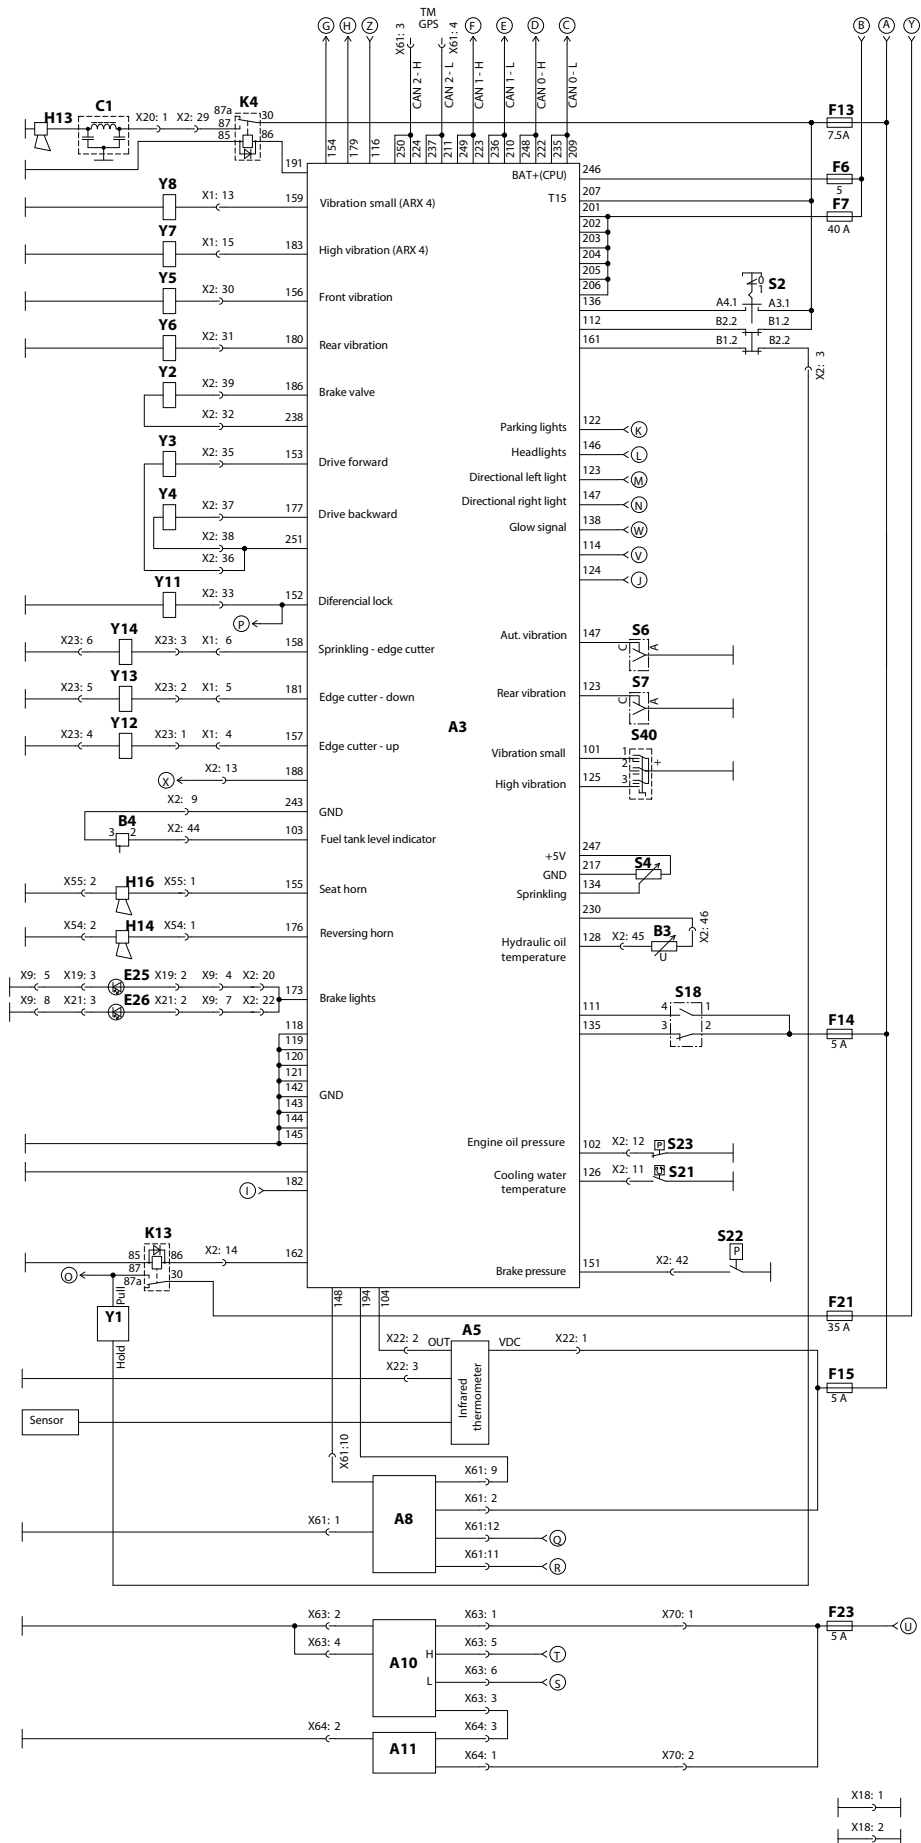 TM
GPS
G H Z X61: 3 X61: 4 F E D C B A Y
CAN 2 - H CAN 2 - L CAN 1 - H CAN 1 - L CAN 0 - H CAN 0 - L
H13 C1 X20: 1 X2: 29 87a K4 30
87
85 86
F13
7.5A
154 179 116 250 224 237 211 249 223 236 210 248 222 235 209
191
BAT+(CPU) 246 F6
5
T15 207
201 F7
40 A
202
203
204
205
206
Y8 X1: 13 159 Vibration small (ARX 4)
Y7 X1: 15 183 High vibration (ARX 4)
Y5 X2: 30 156 Front vibration
Y6 X2: 31 180 Rear vibration
0 S2
1
136 A4.1 A3.1
112 B2.2 B1.2
161 B1.2 B2.2
X2: 3
Y2 X2: 39 186 Brake valve
X2: 32 238
Y3 X2: 35 153 Drive forward
Y4 X2: 37 177 Drive backward
X2: 38 251
X2: 36
Y11 X2: 33 152 Diferencial lock
P
Parking lights 122 K
Headlights 146 L
Directional left light 123 M
Directional right light 147 N
Glow signal 138 W
114 V
124 J
X23: 6 Y14 X23: 3 X1: 6 158 Sprinkling - edge cutter
X23: 5 Y13 X23: 2 X1: 5 181 Edge cutter - down
X23: 4 Y12 X23: 1 X1: 4 157 Edge cutter - up
A3
Aut. vibration 147 S6
C A
Rear vibration 123 S7
C A
S40
Vibration small 101 1 +
2
High vibration 125 3
X X2: 13 188
X2: 9 243 GND
3 B4 2 X2: 44 103 Fuel tank level indicator
X55: 2 H16 X55: 1 155 Seat horn
X54: 2 H14 X54: 1 176 Reversing horn
+5V 247
GND 217 S4
Sprinkling 134
230
Hydraulic oil
temperature 128 X2: 45 B3 X2: 46
U
X9: 5 X19: 3 E25 X19: 2 X9: 4 X2: 20
X9: 8 X21: 3 E26 X21: 2 X9: 7 X2: 22
173 Brake lights
118
119
120
121
142 GND
143
144
145
S18
111 4 1
135 3 2
F14
5 A
Engine oil pressure 102 X2: 12 P S23
Cooling water
temperature 126 X2: 11 S21
I 182
K13
85 86 X2: 14 162
O 87
87a 30
Pull
Y1
Hold
Brake pressure 151 X2: 42 S22
P
148 194 104
F21
35 A
X22: 2 OUT A5 VDC X22: 1
X22: 3
Infrared
thermometer
F15
5 A
Sensor
X61:10
X61: 9
X61: 2
X61: 1 A8
X61:12 Q
X61:11 R
X63: 2 X63: 1 X70: 1 F23
5 A U
X63: 4 A10 H X63: 5 T
L X63: 6 S
X63: 3
X64: 2 A11 X64: 3
X64: 1 X70: 2
X18: 1
X18: 2